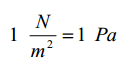 1 N/m² = 1 Pa